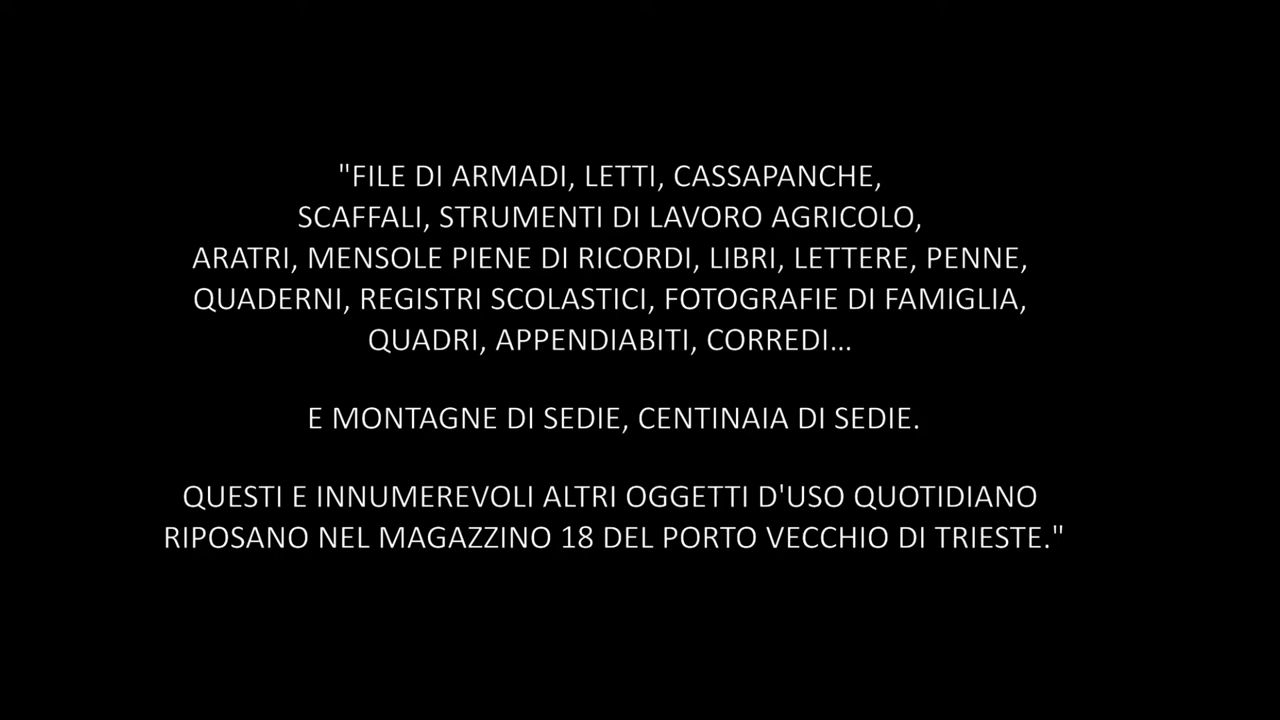 "FILE DI ARMADI, LETTI, CASSAPANCHE,
SCAFFALI, STRUMENTI DI LAVORO AGRICOLO,
ARATRI, MENSOLE PIENE DI RICORDI, LIBRI, LETTERE, PENNE,
QUADERNI, REGISTRI SCOLASTICI, FOTOGRAFIE DI FAMIGLIA,
QUADRI, APPENDIABITI, CORREDI...
E MONTAGNE DI SEDIE, CENTINAIA DI SEDIE.
QUESTI E INNUMEREVOLI ALTRI OGGETTI D'USO QUOTIDIANO
RIPOSANO NEL MAGAZZINO 18 DEL PORTO VECCHIO DI TRIESTE."